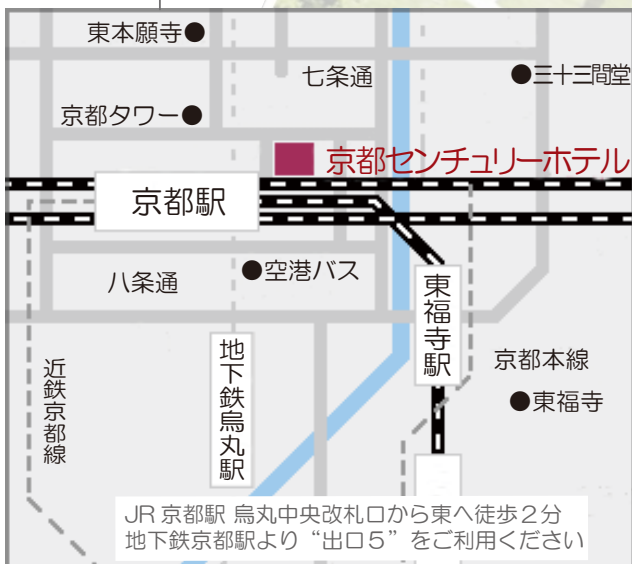 東本願寺●
七条通
●三十三間堂
京都タワー●
京都センチュリーホテル
京都駅
八条通
●空港バス
東福寺駅
京都本線
●東福寺
近鉄京都線
地下鉄烏丸駅
JR 京都駅 烏丸中央改札口から東へ徒歩2分
地下鉄京都駅より“出口5”をご利用ください